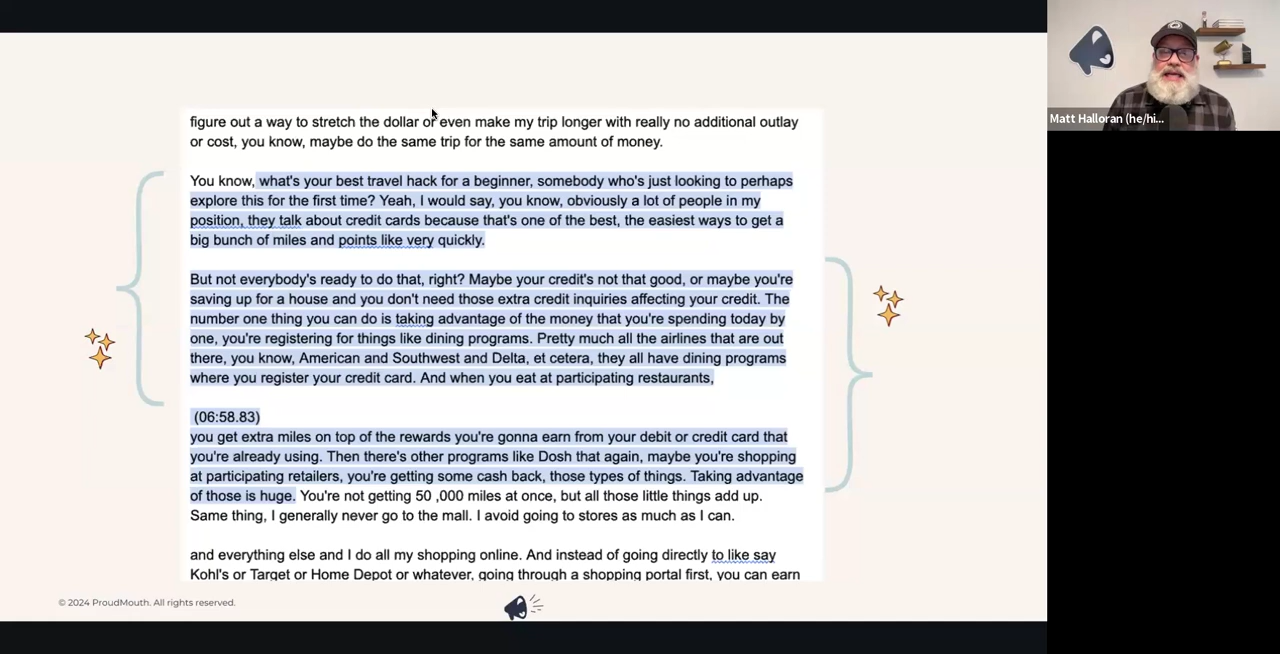 figure out a way to stretch the dollar or even make my trip longer with really no additional outlay
or cost, you know, maybe do the same trip for the same amount of money.
You know, what's your best travel hack for a beginner, somebody who's just looking to perhaps
explore this for the first time? Yeah, I would say, you know, obviously a lot of people in my
position, they talk about credit cards because that's one of the best, the easiest ways to get a
big bunch of miles and points like very quickly.
But not everybody's ready to do that, right? Maybe your credit's not that good, or maybe you're
saving up for a house and you don't need those extra credit inquiries affecting your credit. The
number one thing you can do is taking advantage of the money that you're spending today by
one, you're registering for things like dining programs. Pretty much all the airlines that are out
there, you know, American and Southwest and Delta, et cetera, they all have dining programs
where you register your credit card. And when you eat at participating restaurants,
(06:58.83)
you get extra miles on top of the rewards you're gonna earn from your debit or credit card that
you're already using. Then there's other programs like Dosh that again, maybe you're shopping
at participating retailers, you're getting some cash back, those types of things. Taking advantage
of those is huge. You're not getting 50 ,000 miles at once, but all those little things add up.
Same thing, I generally never go to the mall. I avoid going to stores as much as I can.
and everything else and I do all my shopping online. And instead of going directly to like say
Kohl's or Target or Home Depot or whatever, going through a shopping portal first, you can earn
© 2024 ProudMouth. All rights reserved.
Matt Halloran (he/hi...